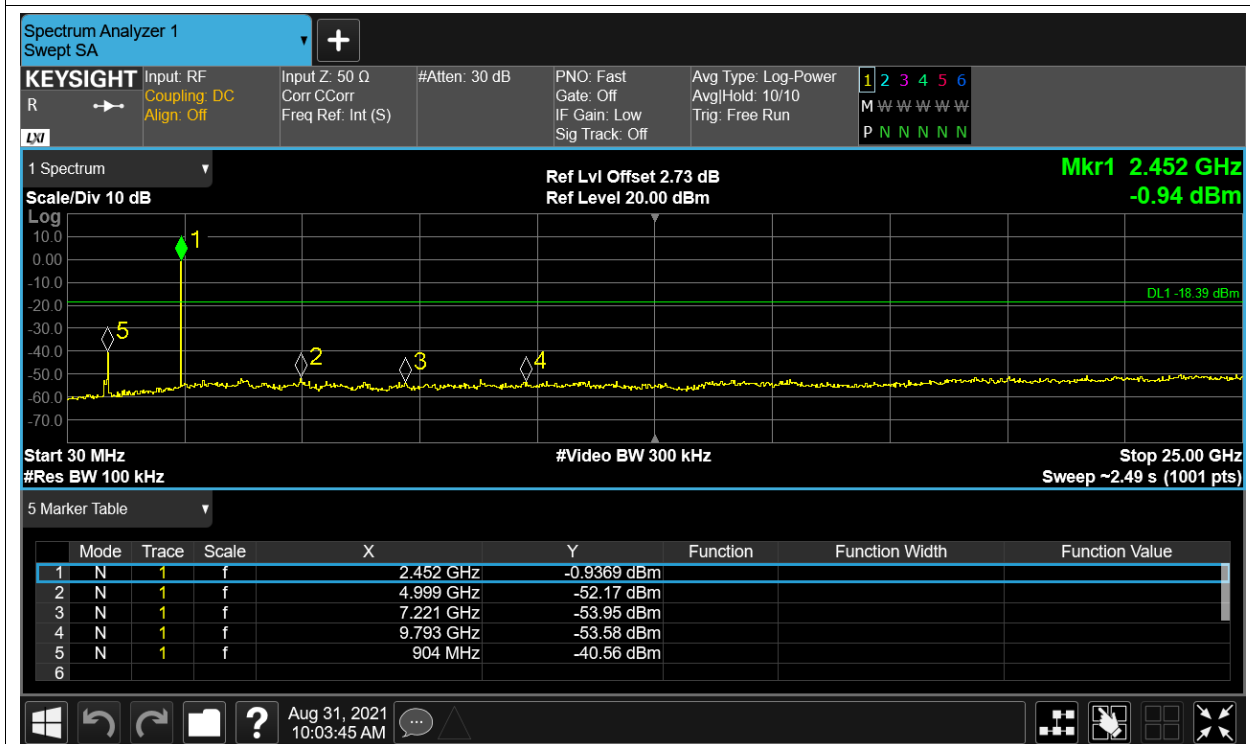 Spectrum Analyzer 1
Swept SA
+
KEYSIGHT Input: RF Input Z: 50 Ω #Atten: 30 dB PNO: Fast Avg Type: Log-Power 1 2 3 4 5 6
R Coupling: DC Corr CCorr Gate: Off Avg|Hold: 10/10 M W W W W W
Align: Off Freq Ref: Int (S) IF Gain: Low Trig: Free Run
LXI Sig Track: Off P N N N N N
1 Spectrum Ref Lvl Offset 2.73 dB Mkr1 2.452 GHz
Scale/Div 10 dB Ref Level 20.00 dBm -0.94 dBm
Log
10.0 1
0.00
-10.0
DL1 -18.39 dBm
-20.0
-30.0 5
-40.0 2 3 4
-50.0
-60.0
-70.0
Start 30 MHz #Video BW 300 kHz Stop 25.00 GHz
#Res BW 100 kHz Sweep ~2.49 s (1001 pts)
5 Marker Table
Mode Trace Scale X Y Function Function Width Function Value
1 N 1 f 2.452 GHz -0.9369 dBm
2 N 1 f 4.999 GHz -52.17 dBm
3 N 1 f 7.221 GHz -53.95 dBm
4 N 1 f 9.793 GHz -53.58 dBm
5 N 1 f 904 MHz -40.56 dBm
6
? Aug 31, 2021
10:03:45 AM